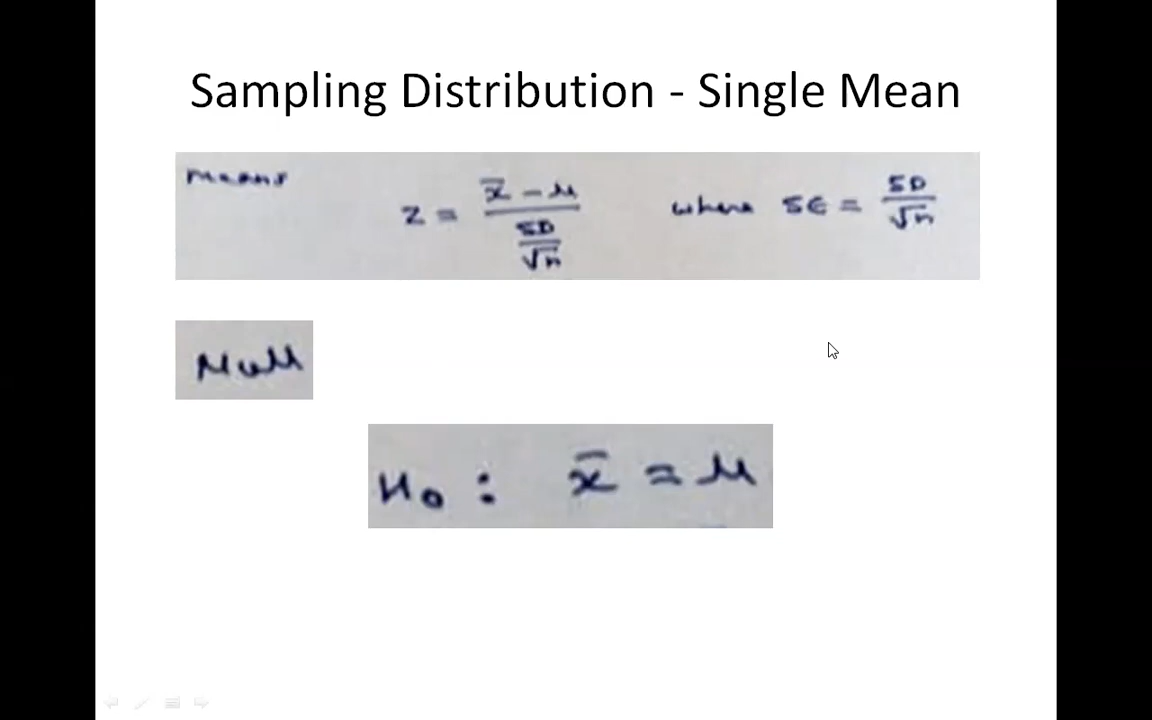 Sampling Distribution - Single Mean
means
z = (x̄ - μ) / (SD/√n) where SE = SD/√n
Null
H₀ : x̄ = μ